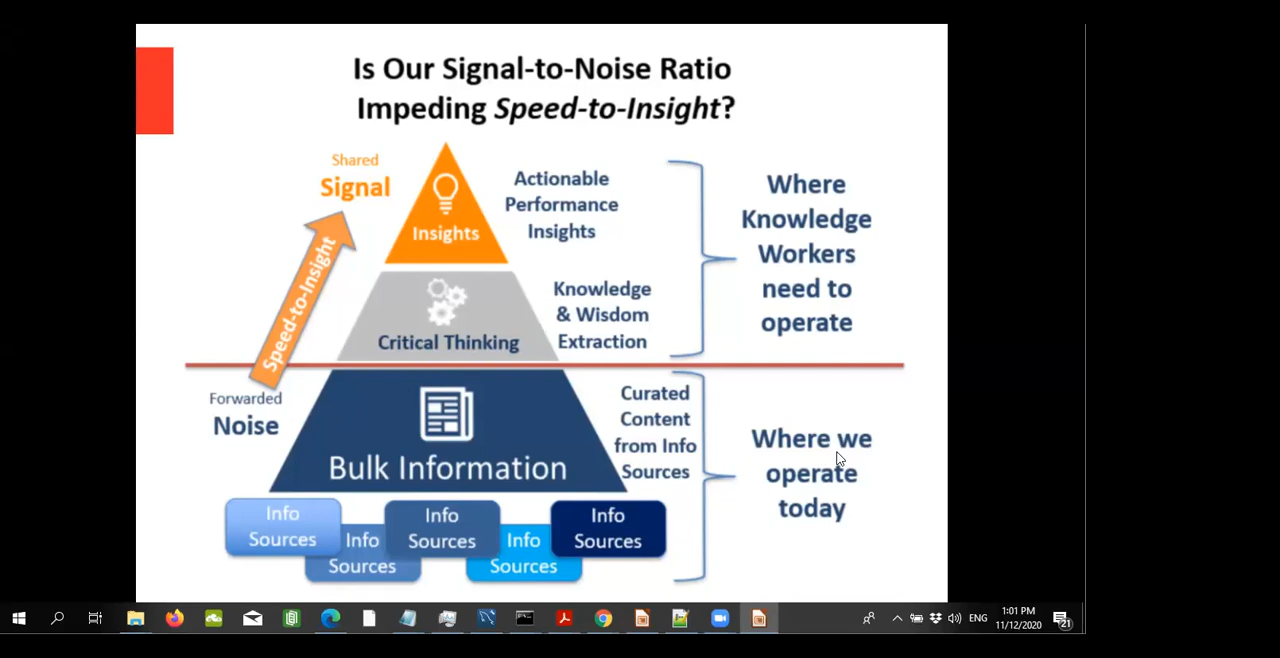 Is Our Signal-to-Noise Ratio
Impeding Speed-to-Insight?
Shared
Signal
Speed-to-Insight
Forwarded
Noise
Insights
Actionable
Performance
Insights
Critical Thinking
Knowledge
& Wisdom
Extraction
Where
Knowledge
Workers
need to
operate
Bulk Information
Curated
Content
from Info
Sources
Where we
operate
today
Info
Sources
Info
Sources
Info
Sources
Info
Sources
Info
Sources
ENG
1:01 PM
11/12/2020
21